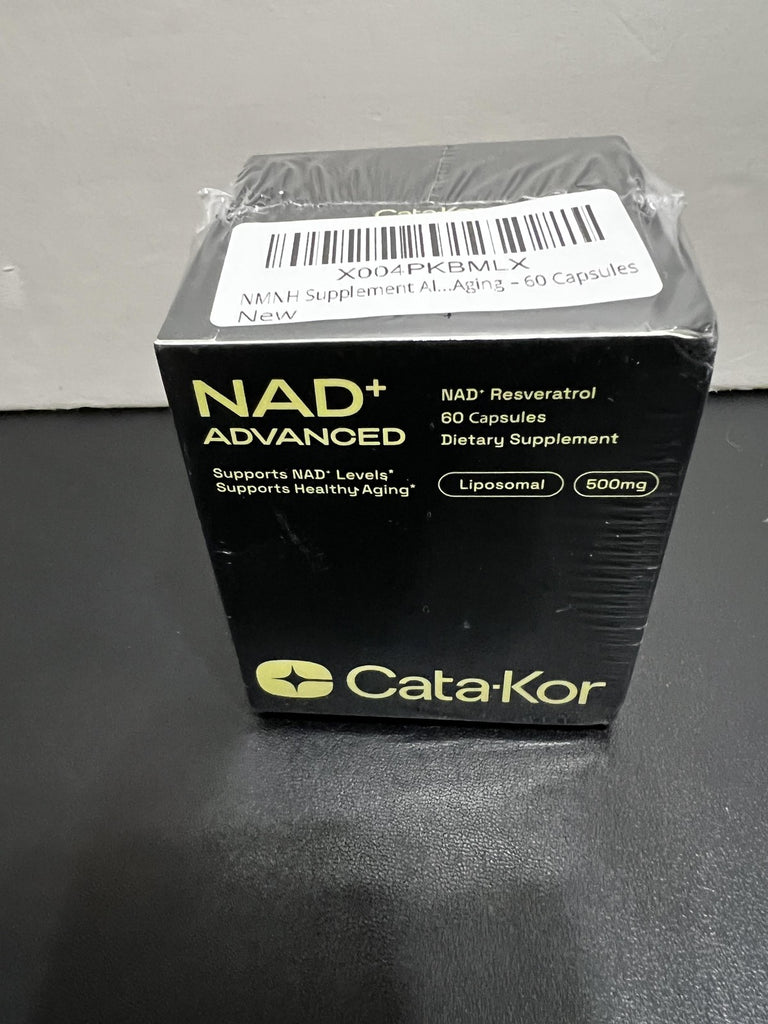 X004PKBMLX
NMNH Supplement Al...Aging – 60 Capsules
New
NAD+
ADVANCED
Supports NAD+ Levels*
Supports Healthy Aging*
NAD+ Resveratrol
60 Capsules
Dietary Supplement
Liposomal
500mg
Cata·Kor